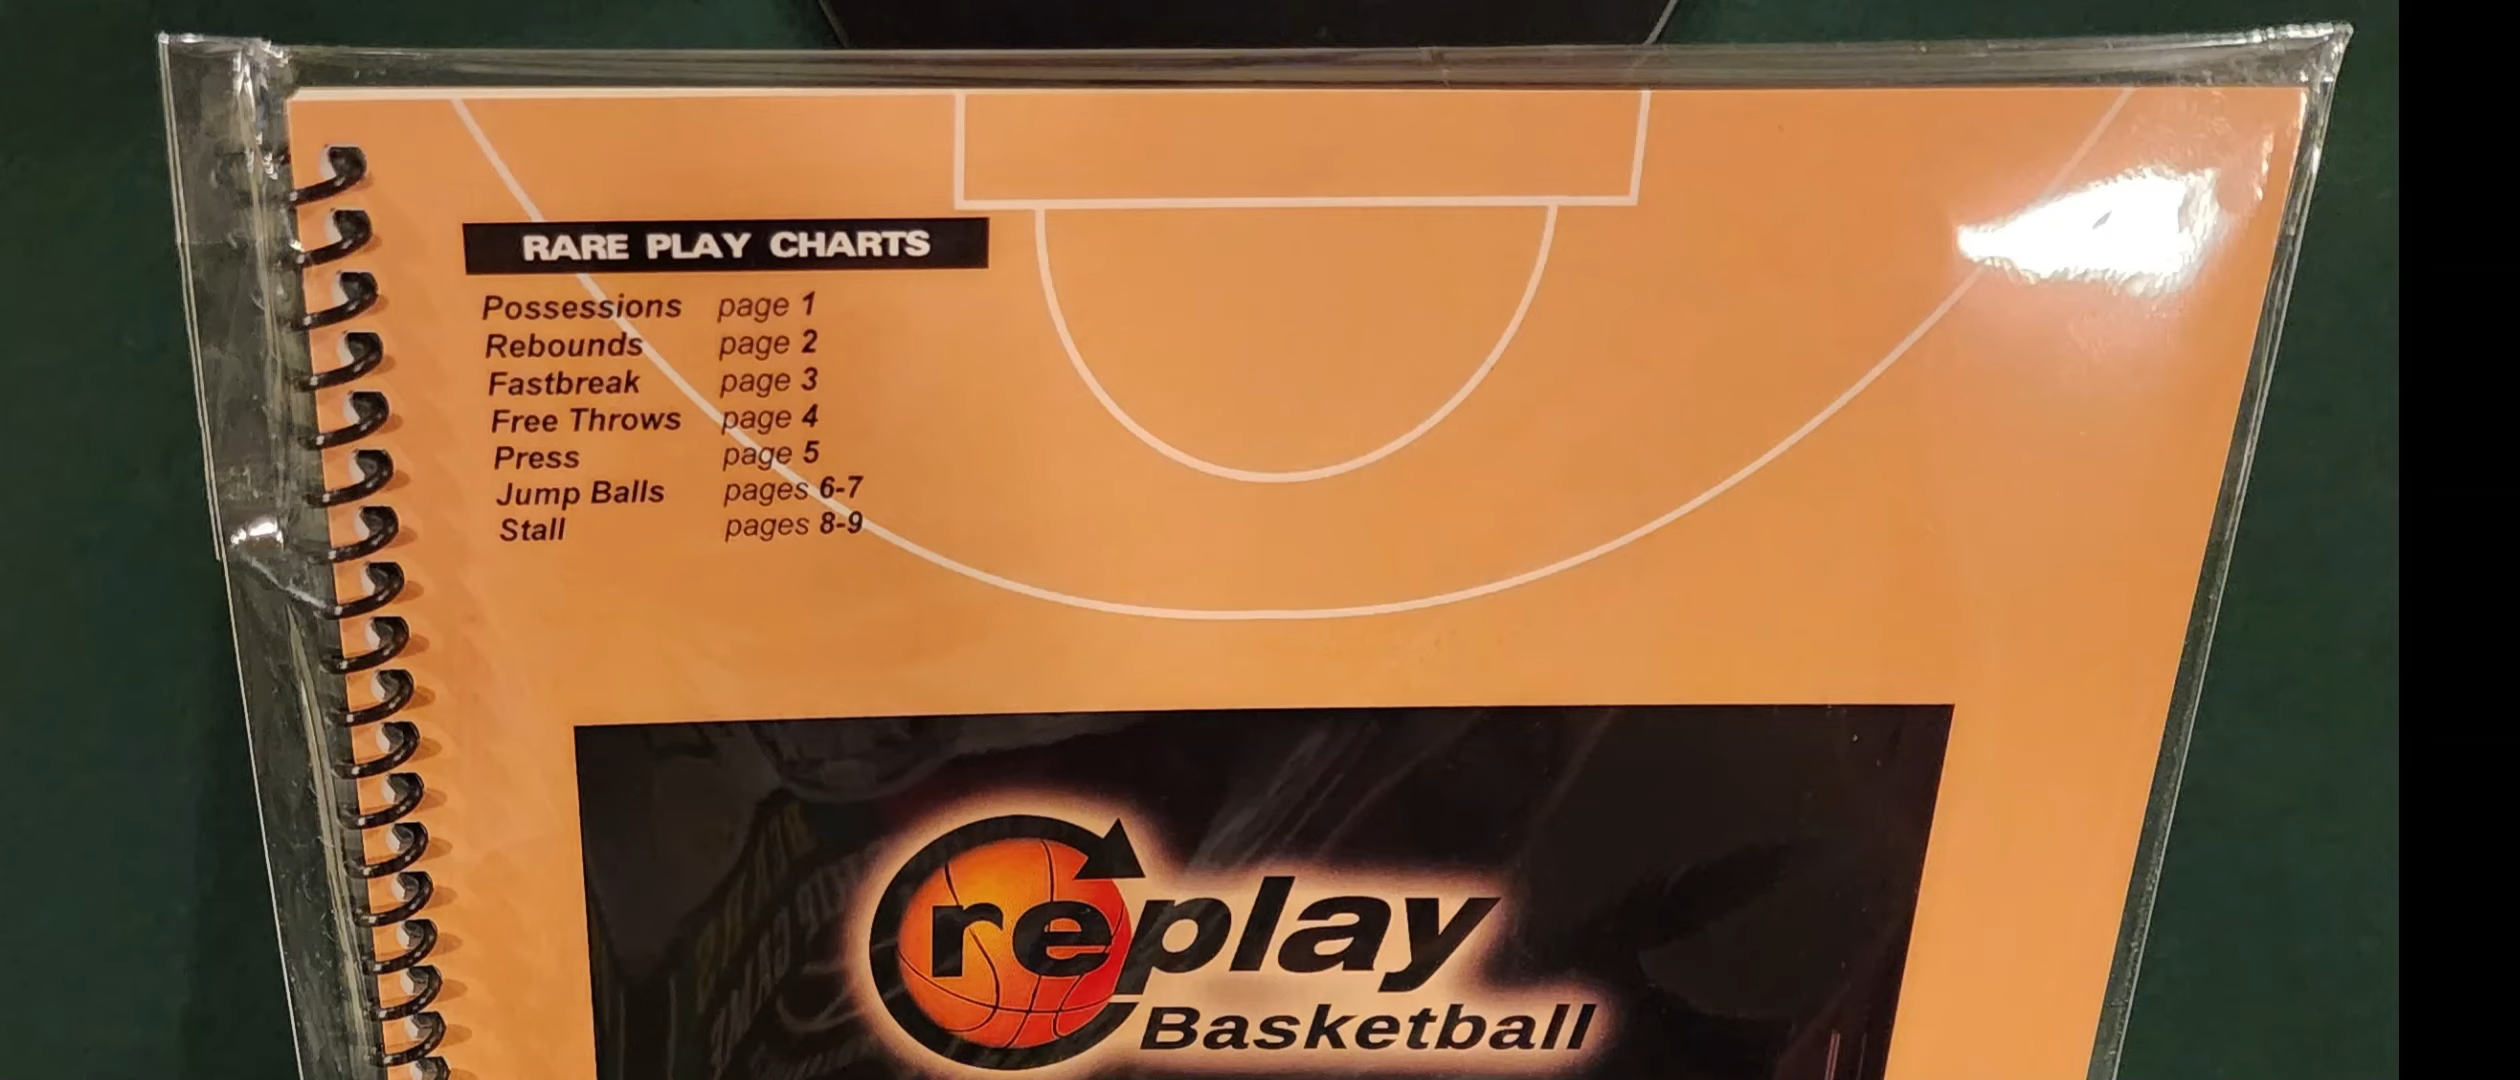 RARE PLAY CHARTS
Possessions page 1
Rebounds page 2
Fastbreak page 3
Free Throws page 4
Press page 5
Jump Balls pages 6-7
Stall pages 8-9
replay
Basketball